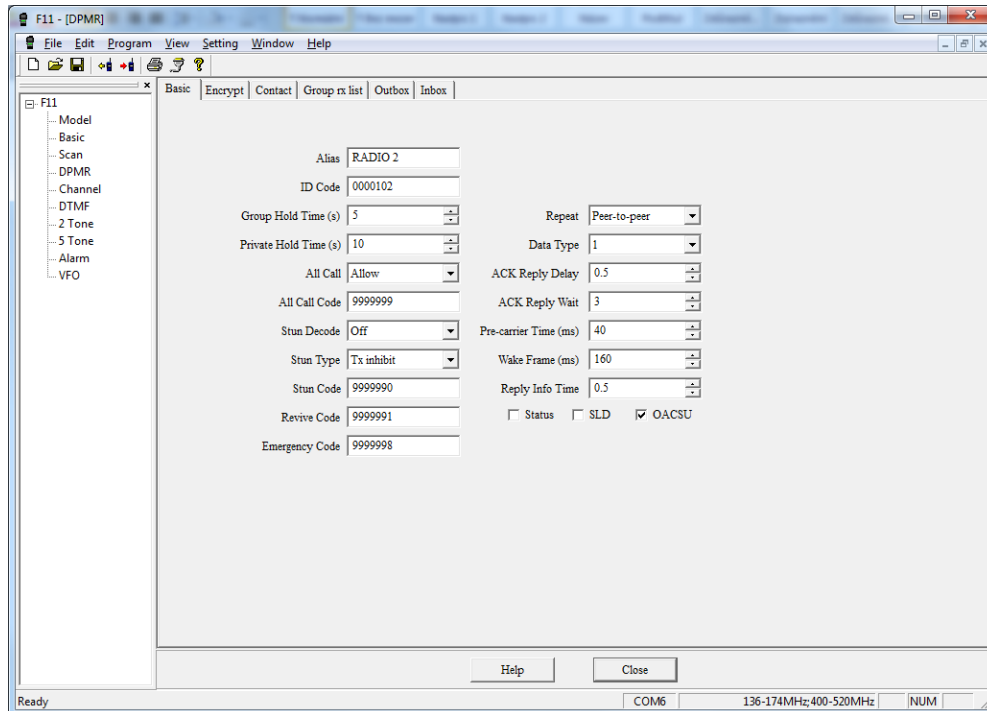 F11 - [DPMR]
File Edit Program View Setting Window Help
F11
Model
Basic
Scan
DPMR
Channel
DTMF
2 Tone
5 Tone
Alarm
VFO
Basic Encrypt Contact Group rx list Outbox Inbox
Alias RADIO 2
ID Code 0000102
Group Hold Time (s) 5
Private Hold Time (s) 10
All Call Allow
All Call Code 9999999
Stun Decode Off
Stun Type Tx inhibit
Stun Code 9999990
Revive Code 9999991
Emergency Code 9999998
Repeat Peer-to-peer
Data Type 1
ACK Reply Delay 0.5
ACK Reply Wait 3
Pre-carrier Time (ms) 40
Wake Frame (ms) 160
Reply Info Time 0.5
Status SLD OACSU
Help Close
Ready COM6 136-174MHz;400-520MHz NUM